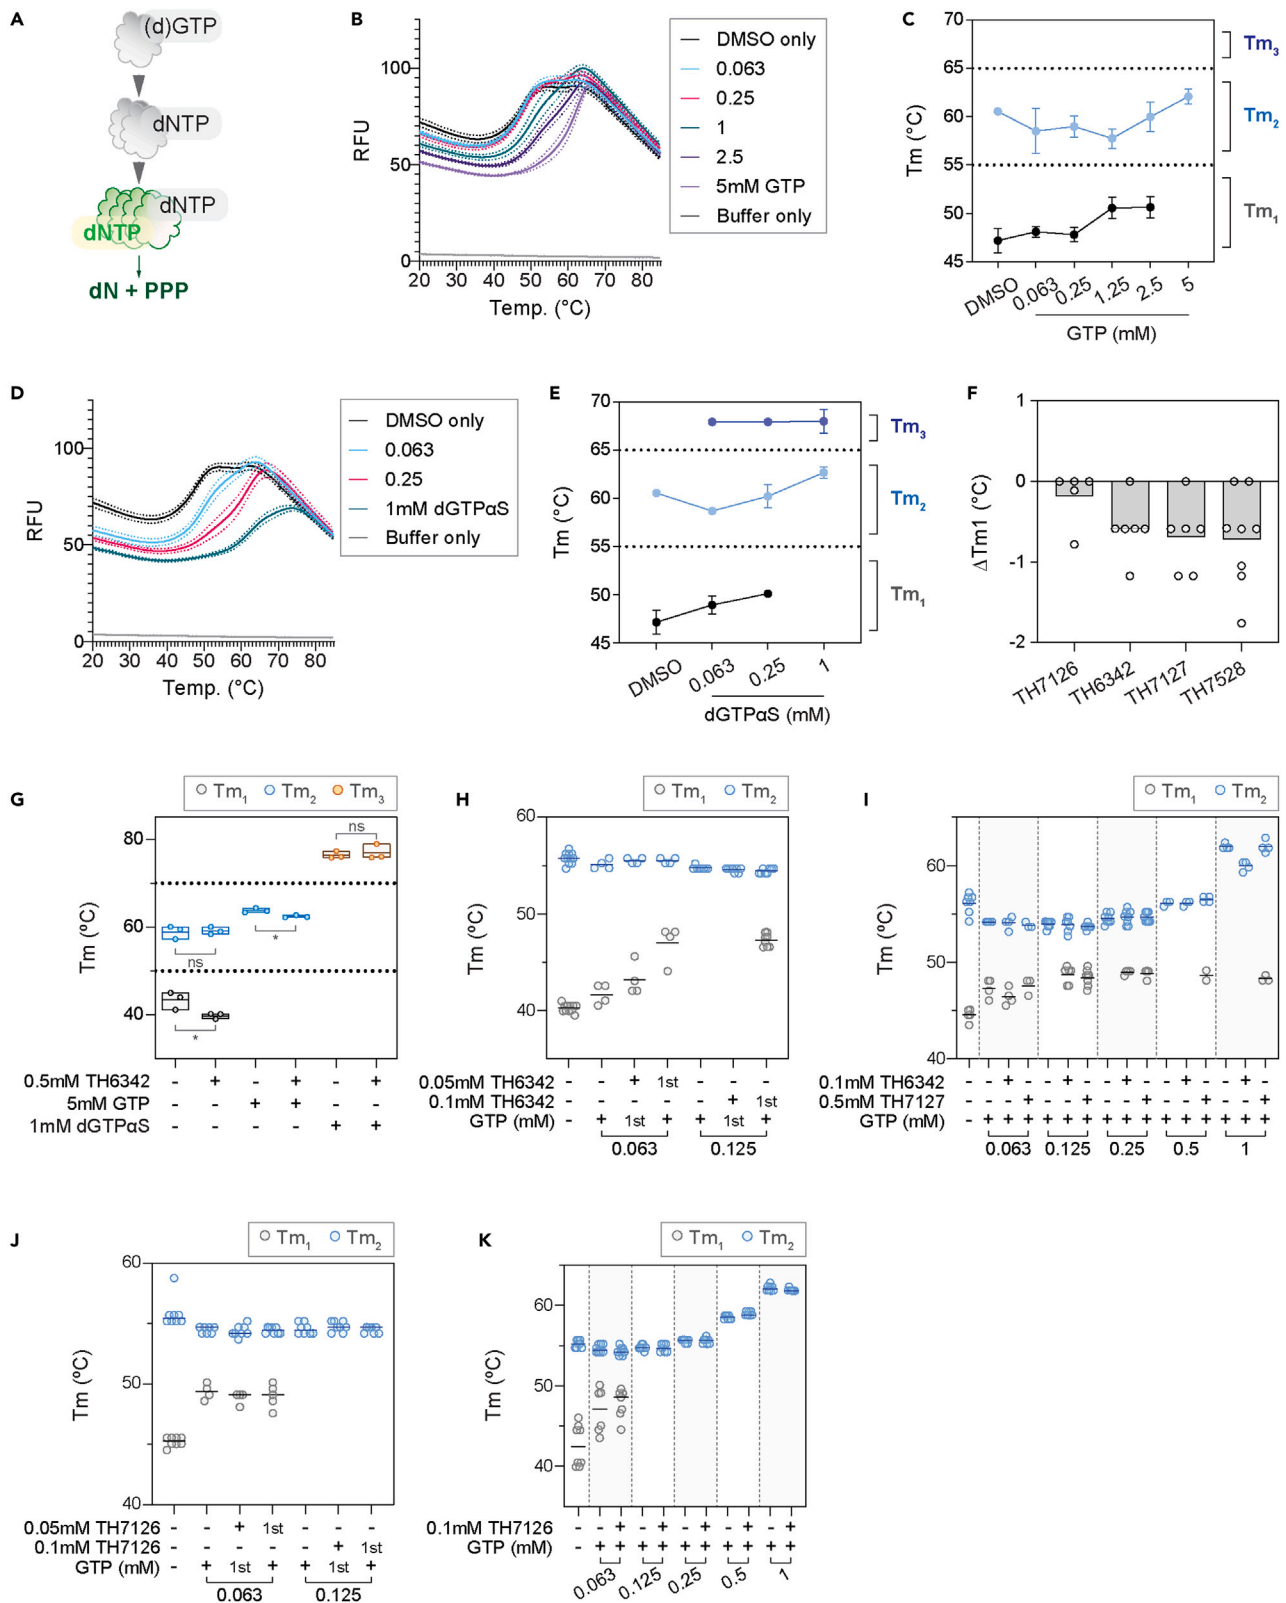 A
(d)GTP
dNTP
dNTP
dNTP
dN + PPP
B
RFU
100
50
0
20 30 40 50 60 70 80
Temp. (°C)
DMSO only
0.063
0.25
1
2.5
5mM GTP
Buffer only
C
Tm (°C)
70
65
60
55
50
45
DMSO 0.063 0.25 1.25 2.5 5
GTP (mM)
Tm3
Tm2
Tm1
D
RFU
100
50
0
20 30 40 50 60 70 80
Temp. (°C)
DMSO only
0.063
0.25
1mM dGTPαS
Buffer only
E
Tm (°C)
70
65
60
55
50
45
DMSO 0.063 0.25 1
dGTPαS (mM)
Tm3
Tm2
Tm1
F
ΔTm1 (°C)
1
0
-1
-2
TH7126 TH6342 TH7127 TH7528
G
Tm1 Tm2 Tm3
Tm (ºC)
80
60
40
ns
ns
*
*
0.5mM TH6342 - + - + - +
5mM GTP - - + + - -
1mM dGTPαS - - - - + +
H
Tm1 Tm2
Tm (ºC)
60
50
40
0.05mM TH6342 - - + 1st - - -
0.1mM TH6342 - - - - - + 1st
GTP (mM) - + 1st + + 1st +
0.063 0.125
I
Tm1 Tm2
Tm (ºC)
60
50
40
0.1mM TH6342 - - + - - + - - + - - + - - + -
0.5mM TH7127 - - - + - - + - - + - - + - - +
GTP (mM) - + + + + + + + + + + + + + + +
0.063 0.125 0.25 0.5 1
J
Tm1 Tm2
Tm (ºC)
60
50
40
0.05mM TH7126 - - + 1st - - -
0.1mM TH7126 - - - - - + 1st
GTP (mM) - + 1st + + 1st +
0.063 0.125
K
Tm1 Tm2
Tm (ºC)
60
50
40
0.1mM TH7126 - - + - + - + - + - +
GTP (mM) - + + + + + + + + + +
0.063 0.125 0.25 0.5 1